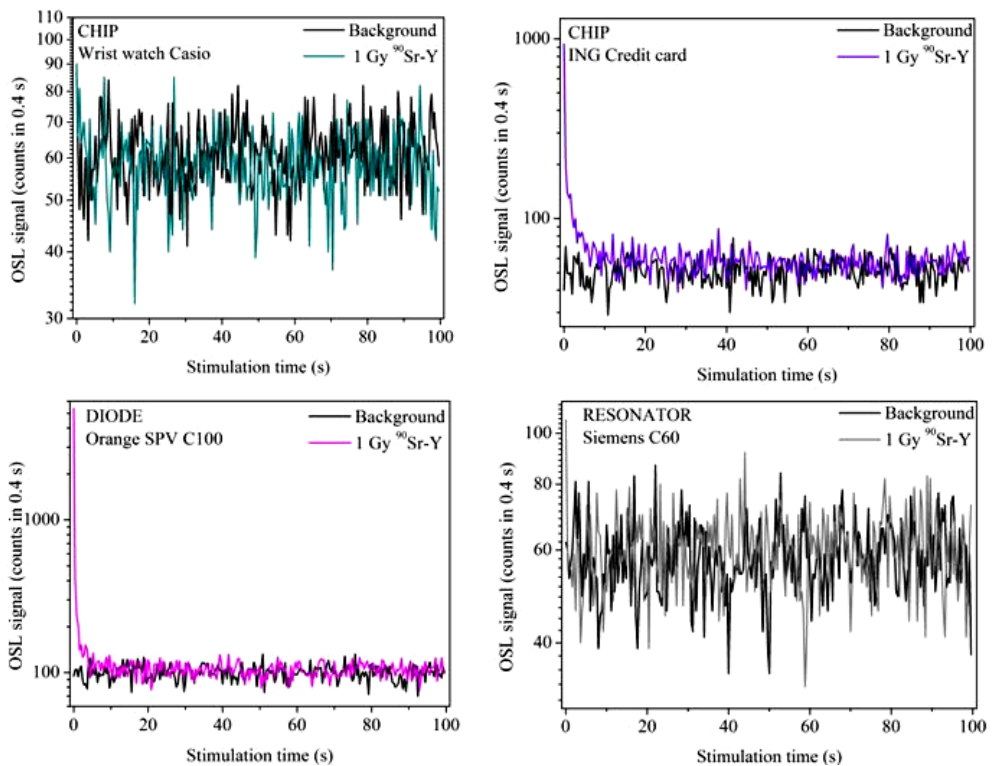 CHIP
Wrist watch Casio
Background
1 Gy ⁹⁰Sr-Y
110
100
90
80
70
60
50
40
30
OSL signal (counts in 0.4 s)
0 20 40 60 80 100
Stimulation time (s)
CHIP
ING Credit card
Background
1 Gy ⁹⁰Sr-Y
1000
100
OSL signal (counts in 0.4 s)
0 20 40 60 80 100
Simulation time (s)
DIODE
Orange SPV C100
Background
1 Gy ⁹⁰Sr-Y
1000
100
OSL signal (counts in 0.4 s)
0 20 40 60 80 100
Stimulation time (s)
RESONATOR
Siemens C60
Background
1 Gy ⁹⁰Sr-Y
100
80
60
40
OSL signal (counts in 0.4 s)
0 20 40 60 80 100
Stimulation time (s)